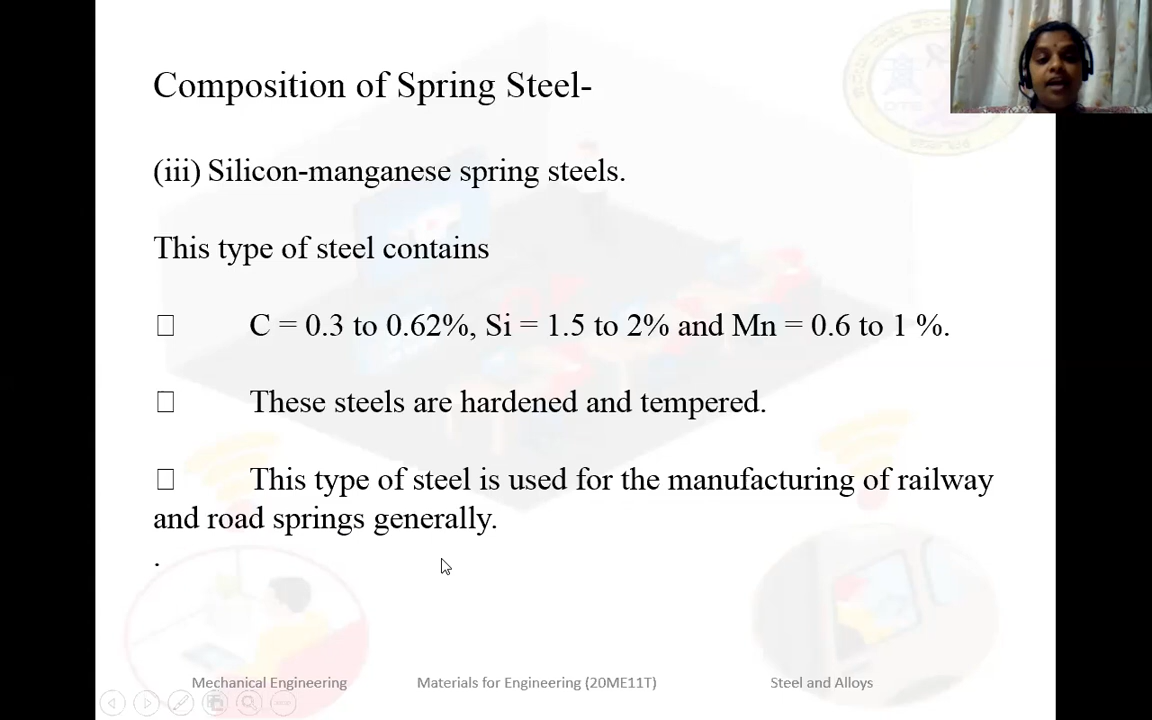 Composition of Spring Steel-
(iii) Silicon-manganese spring steels.
This type of steel contains
C = 0.3 to 0.62%, Si = 1.5 to 2% and Mn = 0.6 to 1 %.
These steels are hardened and tempered.
This type of steel is used for the manufacturing of railway
and road springs generally.
.
Mechanical Engineering Materials for Engineering (20ME11T) Steel and Alloys